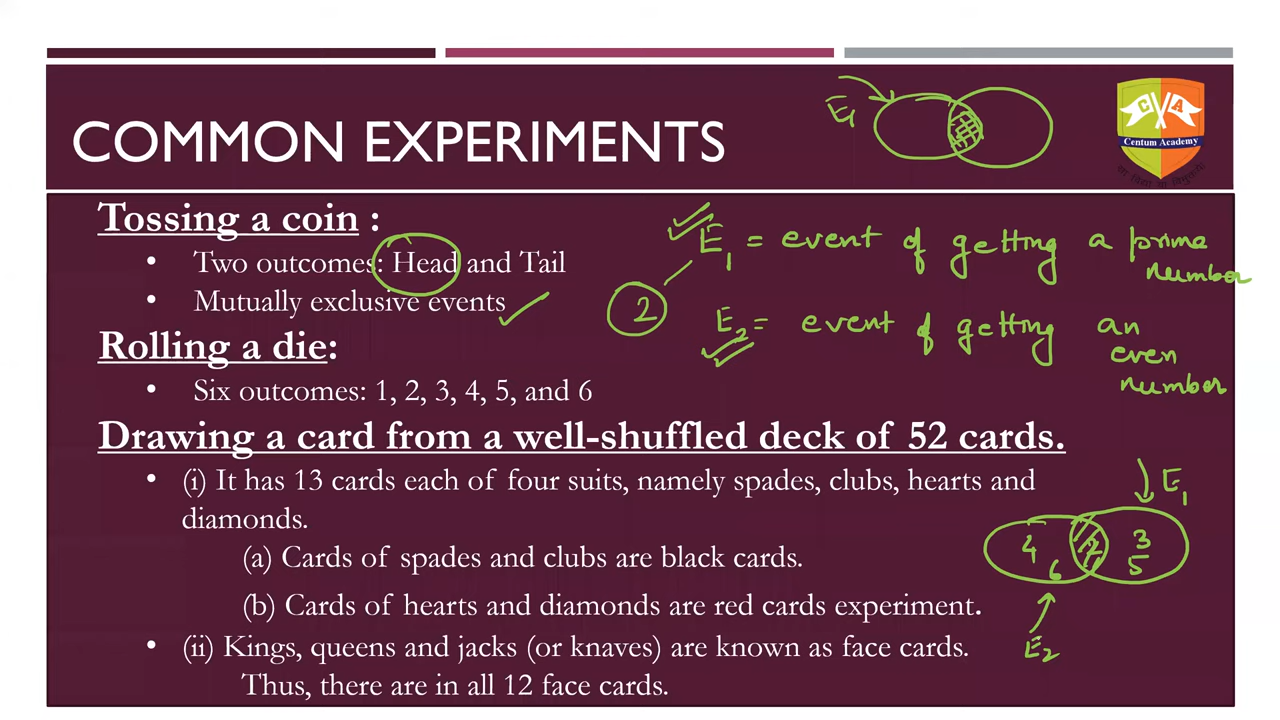 COMMON EXPERIMENTS
E1
C A
Centum Academy
Tossing a coin :
• Two outcomes: Head and Tail
• Mutually exclusive events
E1 = event of getting a prime
number
2
E2 = event of getting an
even
number
Rolling a die:
• Six outcomes: 1, 2, 3, 4, 5, and 6
Drawing a card from a well-shuffled deck of 52 cards.
• (i) It has 13 cards each of four suits, namely spades, clubs, hearts and
diamonds.
(a) Cards of spades and clubs are black cards.
(b) Cards of hearts and diamonds are red cards experiment.
• (ii) Kings, queens and jacks (or knaves) are known as face cards.
Thus, there are in all 12 face cards.
E1
4 2 3
6 5
E2